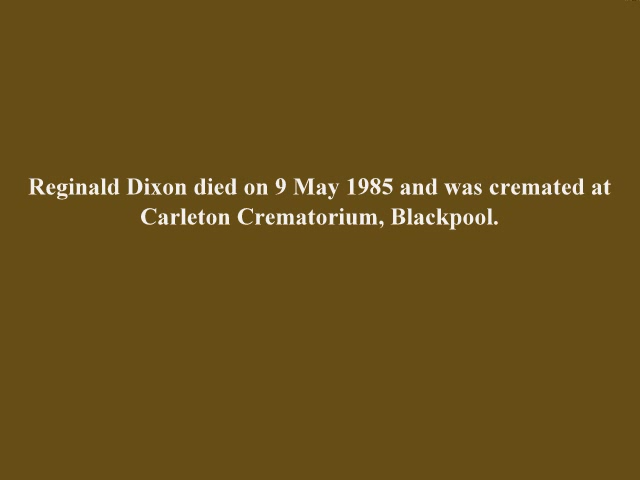 Reginald Dixon died on 9 May 1985 and was cremated at
Carleton Crematorium, Blackpool.